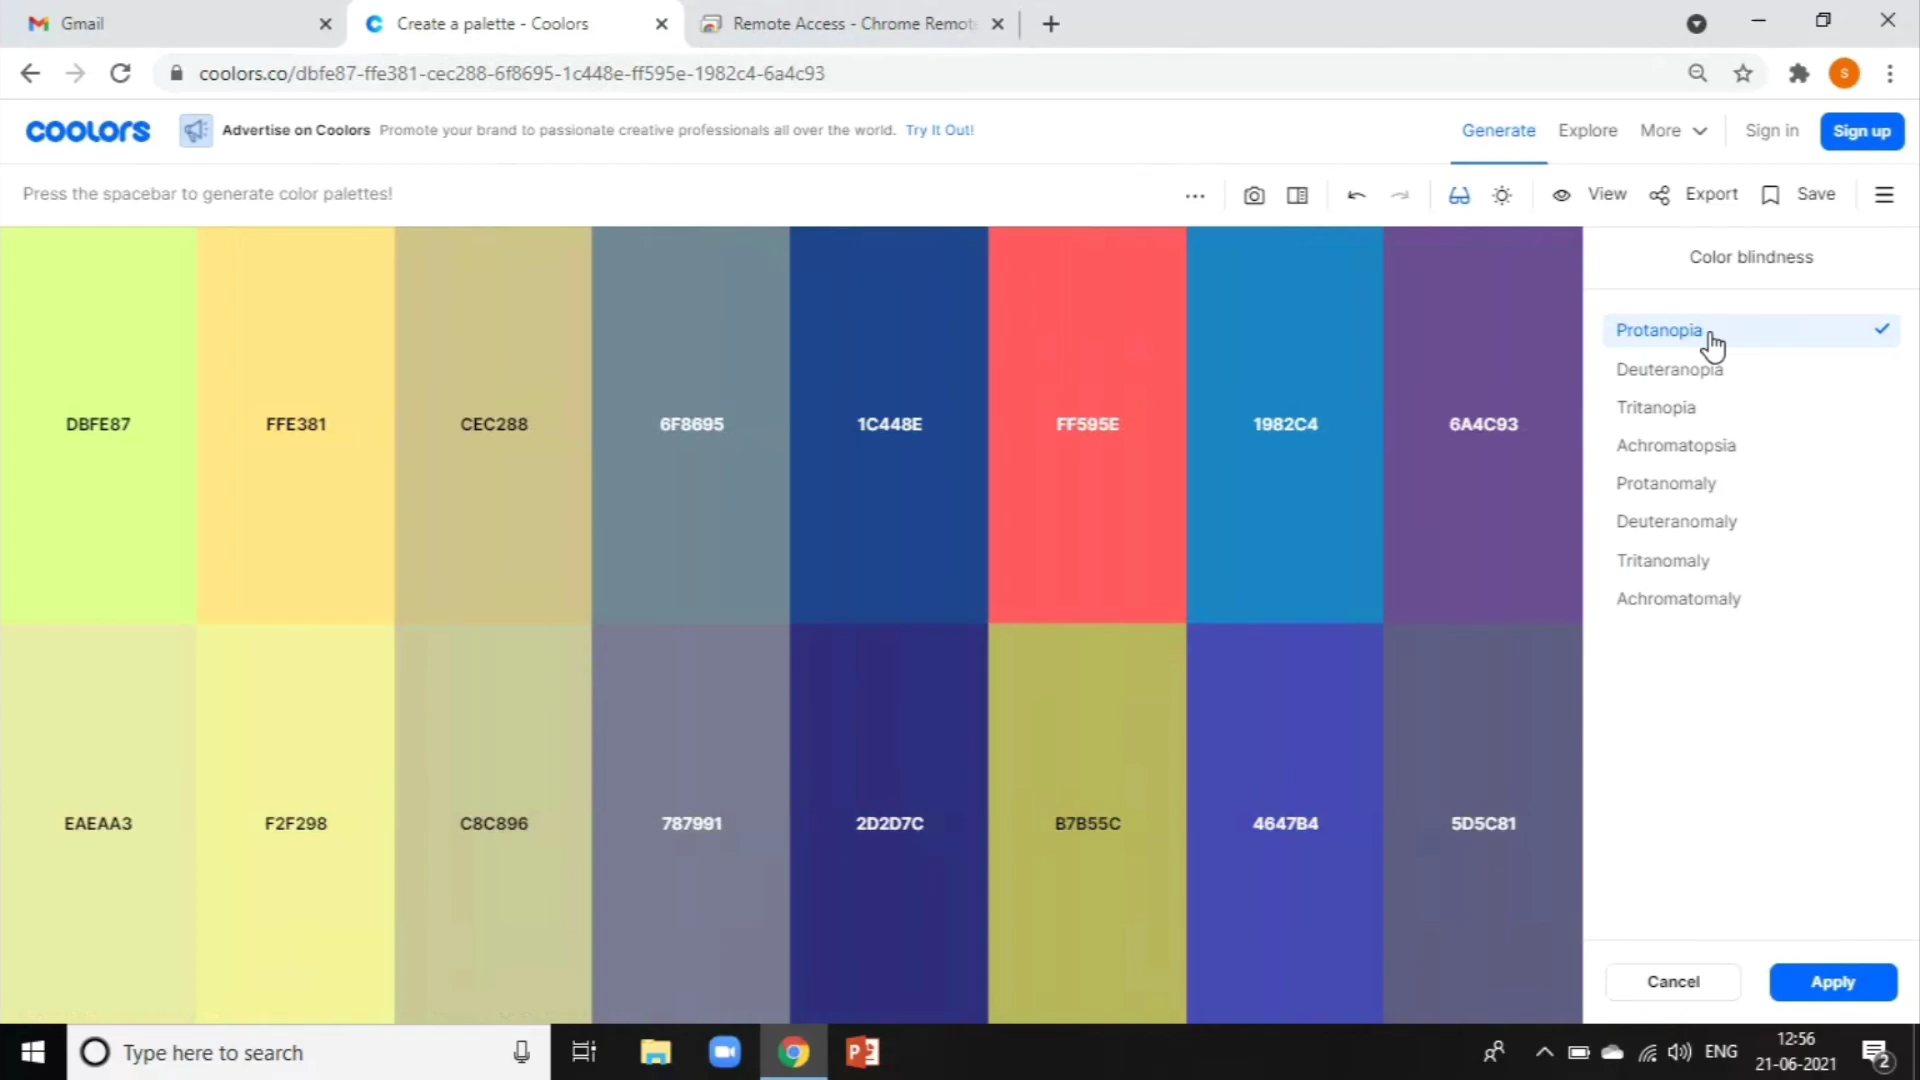 Gmail
Create a palette - Coolors
Remote Access - Chrome Remot
coolors.co/dbfe87-ffe381-cec288-6f8695-1c448e-ff595e-1982c4-6a4c93
S
coolors
Advertise on Coolors Promote your brand to passionate creative professionals all over the world. Try It Out!
Generate Explore More Sign in Sign up
Press the spacebar to generate color palettes!
View Export Save
Color blindness
Protanopia
Deuteranopia
Tritanopia
Achromatopsia
Protanomaly
Deuteranomaly
Tritanomaly
Achromatomaly
DBFE87 FFE381 CEC288 6F8695 1C448E FF595E 1982C4 6A4C93
EAEAA3 F2F298 C8C896 787991 2D2D7C B7B55C 4647B4 5D5C81
Cancel Apply
Type here to search
ENG
12:56
21-06-2021
2